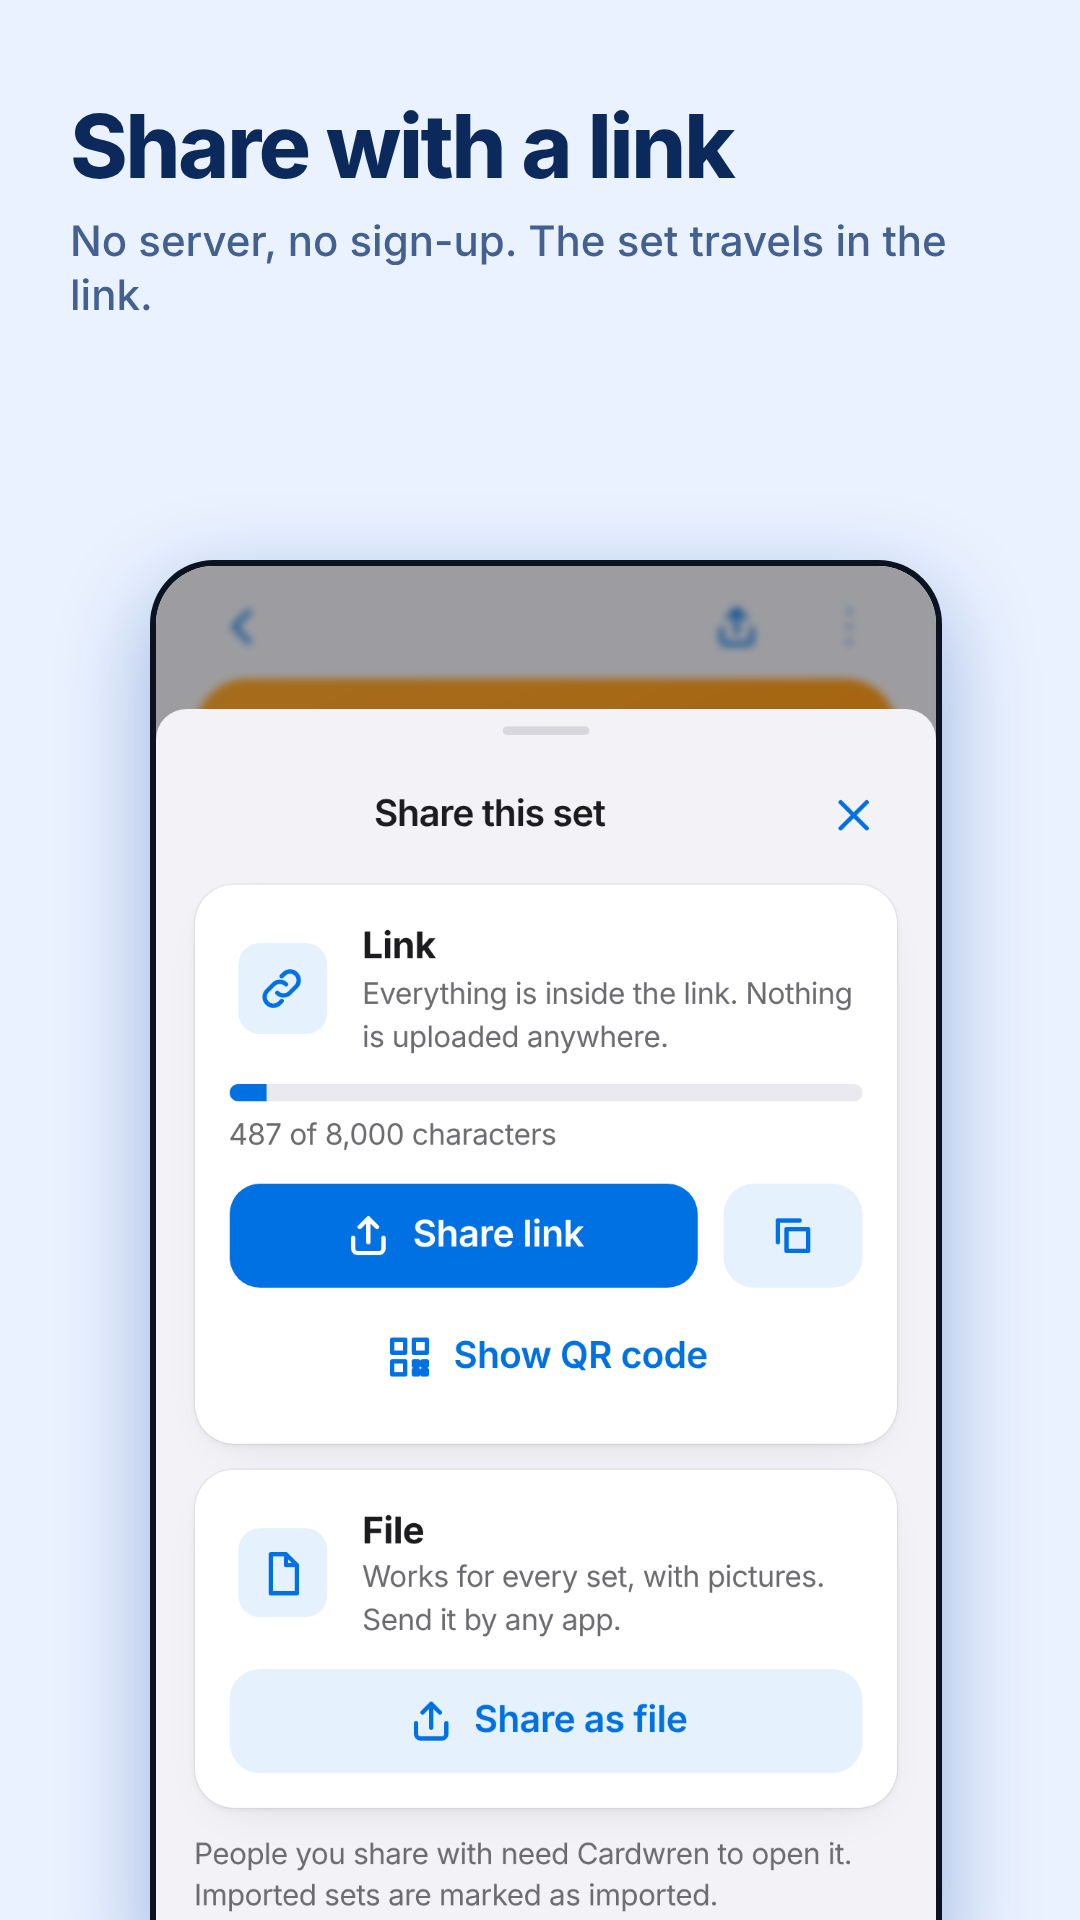 Share with a link
No server, no sign-up. The set travels in the
link.
Share this set
Link
Everything is inside the link. Nothing
is uploaded anywhere.
487 of 8,000 characters
Share link
Show QR code
File
Works for every set, with pictures.
Send it by any app.
Share as file
People you share with need Cardwren to open it.
Imported sets are marked as imported.